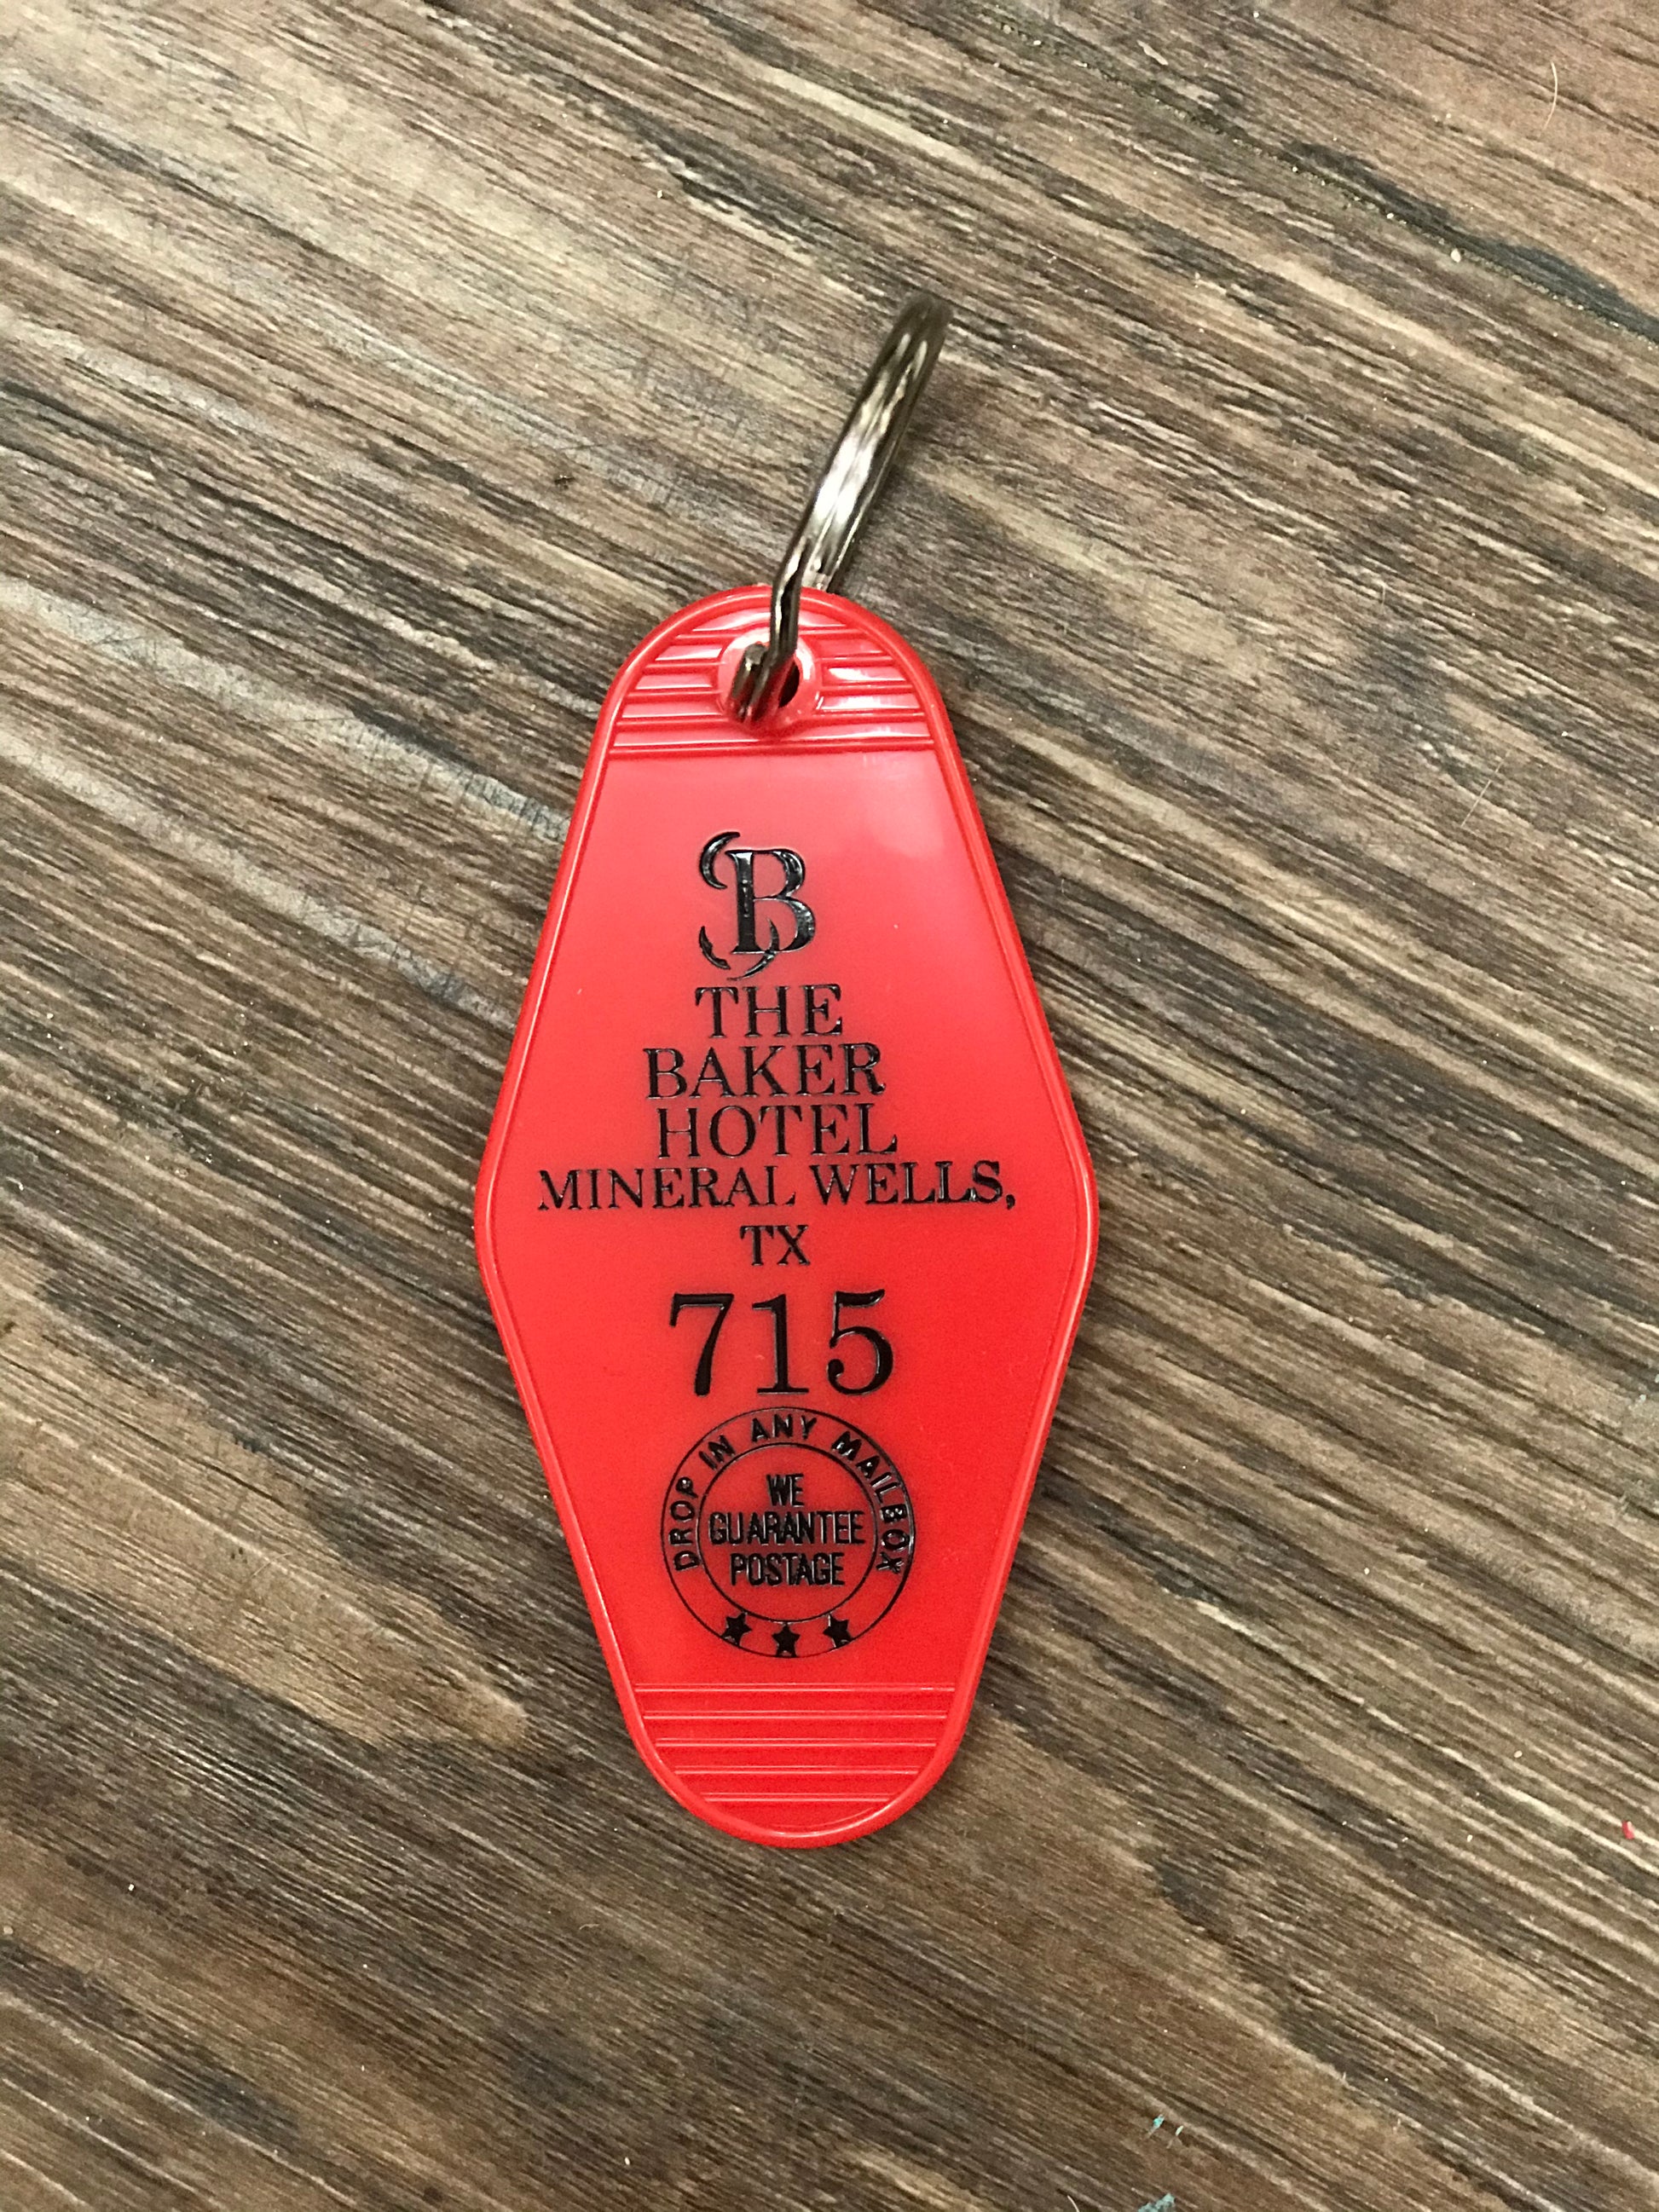 B
THE
BAKER
HOTEL
MINERAL WELLS,
TX
715
DROP IN ANY MAILBOX
WE
GUARANTEE
POSTAGE